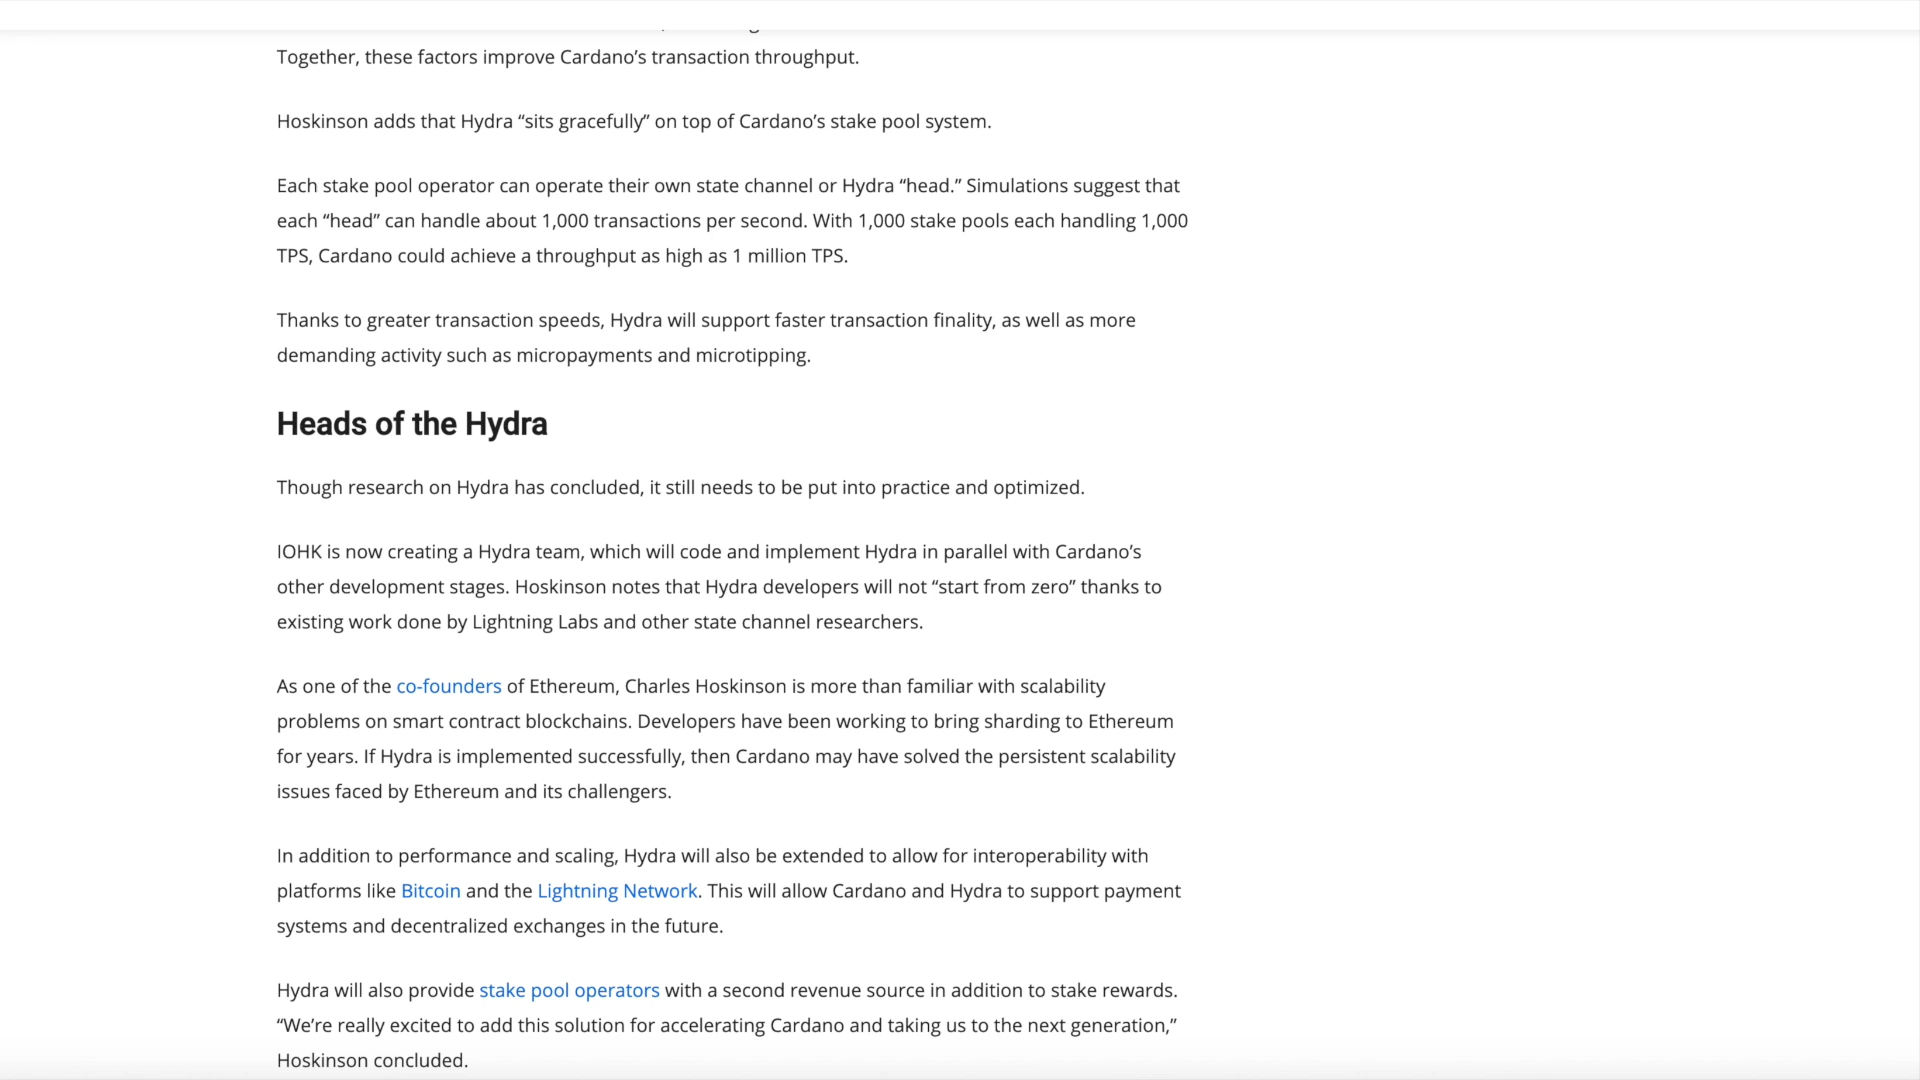 Together, these factors improve Cardano’s transaction throughput.
Hoskinson adds that Hydra “sits gracefully” on top of Cardano’s stake pool system.
Each stake pool operator can operate their own state channel or Hydra “head.” Simulations suggest that
each “head” can handle about 1,000 transactions per second. With 1,000 stake pools each handling 1,000
TPS, Cardano could achieve a throughput as high as 1 million TPS.
Thanks to greater transaction speeds, Hydra will support faster transaction finality, as well as more
demanding activity such as micropayments and microtipping.
Heads of the Hydra
Though research on Hydra has concluded, it still needs to be put into practice and optimized.
IOHK is now creating a Hydra team, which will code and implement Hydra in parallel with Cardano’s
other development stages. Hoskinson notes that Hydra developers will not “start from zero” thanks to
existing work done by Lightning Labs and other state channel researchers.
As one of the co-founders of Ethereum, Charles Hoskinson is more than familiar with scalability
problems on smart contract blockchains. Developers have been working to bring sharding to Ethereum
for years. If Hydra is implemented successfully, then Cardano may have solved the persistent scalability
issues faced by Ethereum and its challengers.
In addition to performance and scaling, Hydra will also be extended to allow for interoperability with
platforms like Bitcoin and the Lightning Network. This will allow Cardano and Hydra to support payment
systems and decentralized exchanges in the future.
Hydra will also provide stake pool operators with a second revenue source in addition to stake rewards.
“We’re really excited to add this solution for accelerating Cardano and taking us to the next generation,”
Hoskinson concluded.